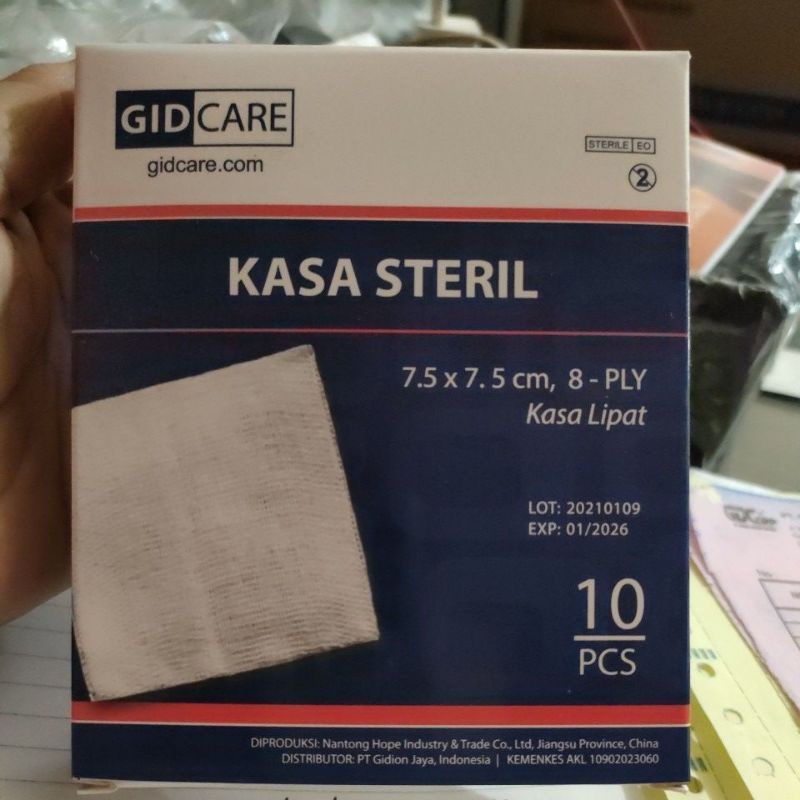 GIDCARE
gidcare.com
STERILE EO
2
KASA STERIL
7.5 x 7. 5 cm, 8 - PLY
Kasa Lipat
LOT: 20210109
EXP: 01/2026
10
PCS
DIPRODUKSI: Nantong Hope Industry & Trade Co., Ltd, Jiangsu Province, China
DISTRIBUTOR: PT Gidion Jaya, Indonesia | KEMENKES AKL 10902023060